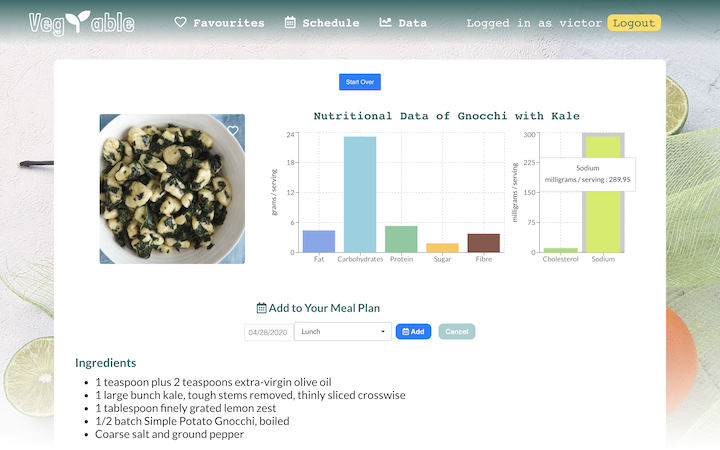 Veg able
Favourites Schedule Data Logged in as victor Logout
Start Over
Nutritional Data of Gnocchi with Kale
grams / serving
24
18
12
6
0
Fat Carbohydrates Protein Sugar Fibre
milligrams / serving
300
225
150
75
0
Sodium
milligrams / serving : 289.95
Cholesterol Sodium
Add to Your Meal Plan
04/28/2020 Lunch Add Cancel
Ingredients
1 teaspoon plus 2 teaspoons extra-virgin olive oil
1 large bunch kale, tough stems removed, thinly sliced crosswise
1 tablespoon finely grated lemon zest
1/2 batch Simple Potato Gnocchi, boiled
Coarse salt and ground pepper